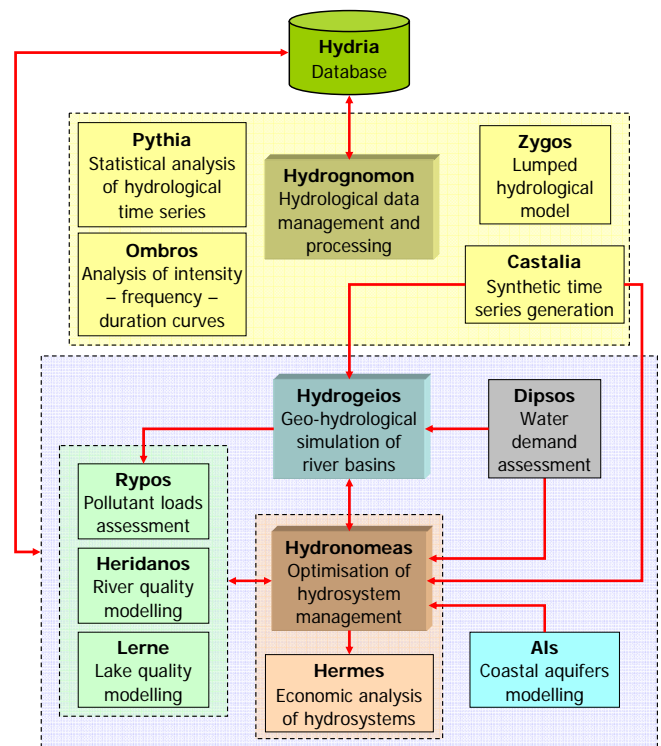 Hydria
Database
Pythia
Statistical analysis
of hydrological
time series
Hydrognomon
Hydrological data
management and
processing
Zygos
Lumped
hydrological
model
Ombros
Analysis of intensity
– frequency –
duration curves
Castalia
Synthetic time
series generation
Hydrogeios
Geo-hydrological
simulation of
river basins
Dipsos
Water
demand
assessment
Rypos
Pollutant loads
assessment
Heridanos
River quality
modelling
Lerne
Lake quality
modelling
Hydronomeas
Optimisation of
hydrosystem
management
Hermes
Economic analysis
of hydrosystems
Als
Coastal aquifers
modelling